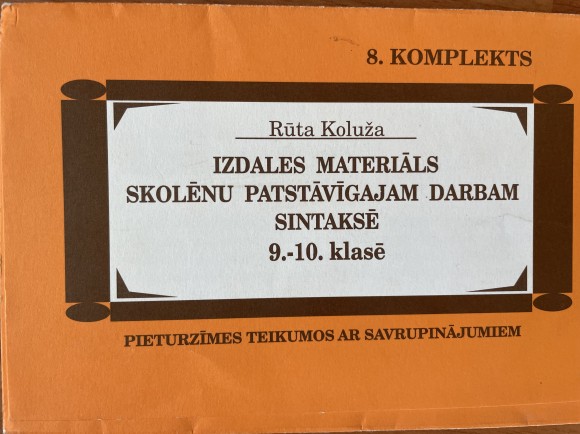 8. KOMPLEKTS
Rūta Koluža
IZDALES MATERIĀLS
SKOLĒNU PATSTĀVĪGAJAM DARBAM
SINTAKSĒ
9.-10. klasē
PIETURZĪMES TEIKUMOS AR SAVRUPINĀJUMIEM